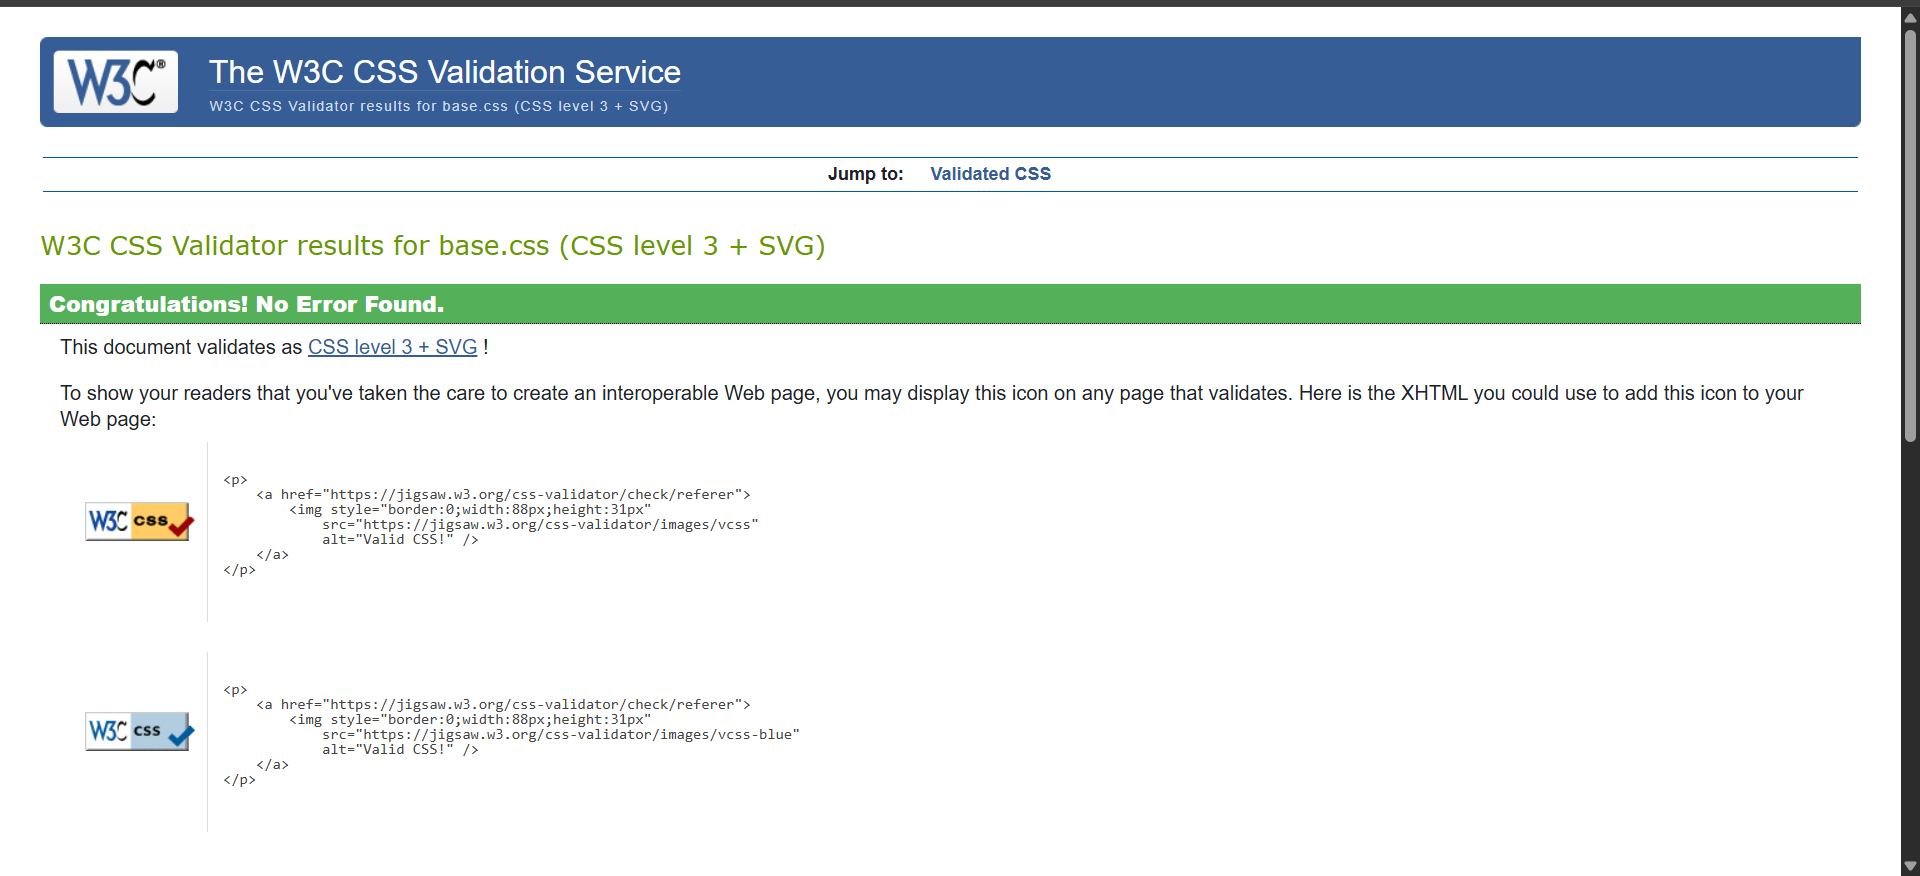 W3C®
The W3C CSS Validation Service
W3C CSS Validator results for base.css (CSS level 3 + SVG)
Jump to: Validated CSS
W3C CSS Validator results for base.css (CSS level 3 + SVG)
Congratulations! No Error Found.
This document validates as CSS level 3 + SVG !
To show your readers that you've taken the care to create an interoperable Web page, you may display this icon on any page that validates. Here is the XHTML you could use to add this icon to your
Web page:
W3C css
<p>
    <a href="https://jigsaw.w3.org/css-validator/check/referer">
        <img style="border:0;width:88px;height:31px"
            src="https://jigsaw.w3.org/css-validator/images/vcss"
            alt="Valid CSS!" />
    </a>
</p>
W3C css
<p>
    <a href="https://jigsaw.w3.org/css-validator/check/referer">
        <img style="border:0;width:88px;height:31px"
            src="https://jigsaw.w3.org/css-validator/images/vcss-blue"
            alt="Valid CSS!" />
    </a>
</p>